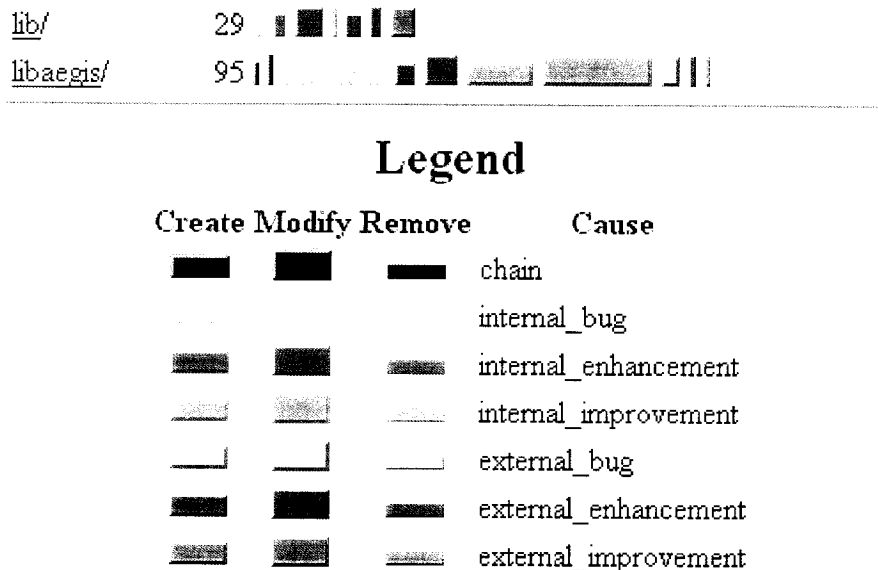 lib/ 29
libaegis/ 95
Legend
Create Modify Remove Cause
chain
internal_bug
internal_enhancement
internal_improvement
external_bug
external_enhancement
external_improvement